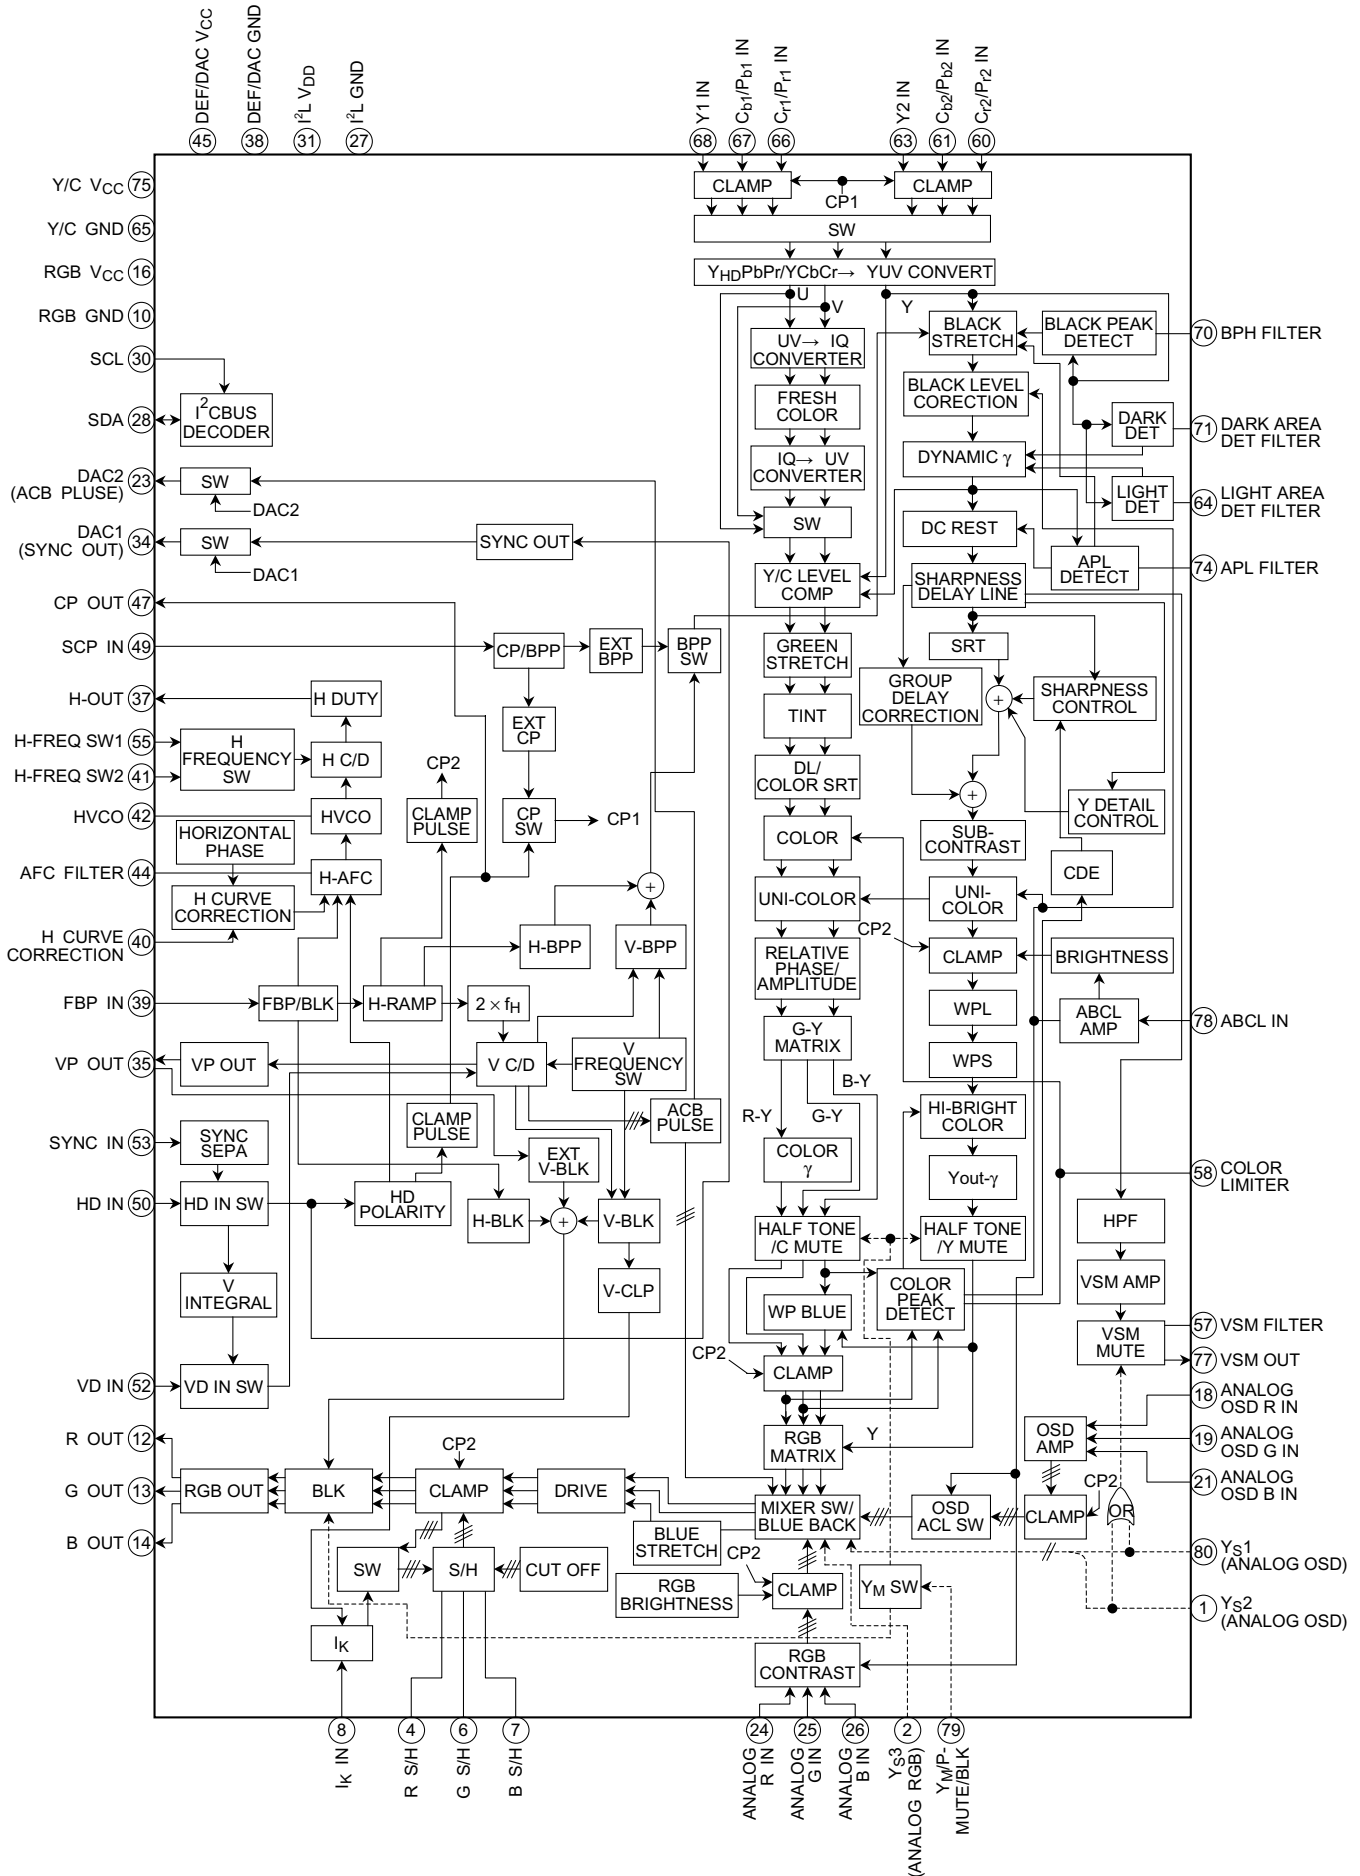 DEF/DAC VCC
DEF/DAC GND
I2L VDD
I2L GND
Y1 IN
Cb1/Pb1 IN
Cr1/Pr1 IN
Y2 IN
Cb2/Pb2 IN
Cr2/Pr2 IN
45
38
31
27
68
67
66
63
61
60
Y/C VCC 75
CLAMP
CP1
CLAMP
Y/C GND 65
SW
RGB VCC 16
YHDPbPr/YCbCr→ YUV CONVERT
U
V
Y
RGB GND 10
BLACK
STRETCH
BLACK PEAK
DETECT
70 BPH FILTER
UV→ IQ
CONVERTER
SCL 30
FRESH
COLOR
BLACK LEVEL
CORECTION
I2CBUS
DECODER
SDA 28
DARK
DET
71 DARK AREA
DET FILTER
IQ→ UV
CONVERTER
DYNAMIC γ
DAC2
(ACB PLUSE)
23
SW
DAC2
LIGHT
DET
64
LIGHT AREA
DET FILTER
SW
DC REST
DAC1
(SYNC OUT)
34
SW
DAC1
SYNC OUT
APL
DETECT
74 APL FILTER
Y/C LEVEL
COMP
SHARPNESS
DELAY LINE
CP OUT 47
SCP IN 49
CP/BPP
EXT
BPP
BPP
SW
GREEN
STRETCH
SRT
H-OUT 37
H DUTY
EXT
CP
TINT
GROUP
DELAY
CORRECTION
+
SHARPNESS
CONTROL
H-FREQ SW1 55
H-FREQ SW2 41
H
FREQUENCY
SW
H C/D
CP2
DL/
COLOR SRT
+
HVCO 42
HVCO
CLAMP
PULSE
CP
SW
CP1
Y DETAIL
CONTROL
HORIZONTAL
PHASE
COLOR
SUB-
CONTRAST
AFC FILTER 44
H-AFC
CDE
H CURVE
CORRECTION
+
UNI-COLOR
UNI-
COLOR
H CURVE
CORRECTION
40
H-BPP
V-BPP
CP2
RELATIVE
PHASE/
AMPLITUDE
CLAMP
BRIGHTNESS
FBP IN 39
FBP/BLK
H-RAMP
2 × fH
WPL
ABCL
AMP
78 ABCL IN
G-Y
MATRIX
VP OUT 35
VP OUT
V C/D
V
FREQUENCY
SW
WPS
B-Y
R-Y
G-Y
HI-BRIGHT
COLOR
SYNC IN 53
SYNC
SEPA
CLAMP
PULSE
ACB
PULSE
EXT
V-BLK
COLOR
γ
Yout-γ
58 COLOR
LIMITER
HD IN 50
HD IN SW
HD
POLARITY
H-BLK
+
V-BLK
HALF TONE
/C MUTE
HALF TONE
/Y MUTE
HPF
V
INTEGRAL
V-CLP
WP BLUE
COLOR
PEAK
DETECT
VSM AMP
VSM
MUTE
57 VSM FILTER
77 VSM OUT
VD IN 52
VD IN SW
CP2
CLAMP
18 ANALOG
OSD R IN
R OUT 12
CP2
RGB
MATRIX
Y
OSD
AMP
19 ANALOG
OSD G IN
G OUT 13
RGB OUT
BLK
CLAMP
DRIVE
MIXER SW/
BLUE BACK
OSD
ACL SW
CLAMP
CP2
OR
21 ANALOG
OSD B IN
B OUT 14
BLUE
STRETCH
SW
S/H
CUT OFF
CP2
CLAMP
RGB
BRIGHTNESS
YM SW
80 YS1
(ANALOG OSD)
1 YS2
(ANALOG OSD)
IK
RGB
CONTRAST
8
4
6
7
24
25
26
2
79
IK IN
R S/H
G S/H
B S/H
ANALOG
R IN
ANALOG
G IN
ANALOG
B IN
YS3
(ANALOG RGB)
YM/P-
MUTE/BLK